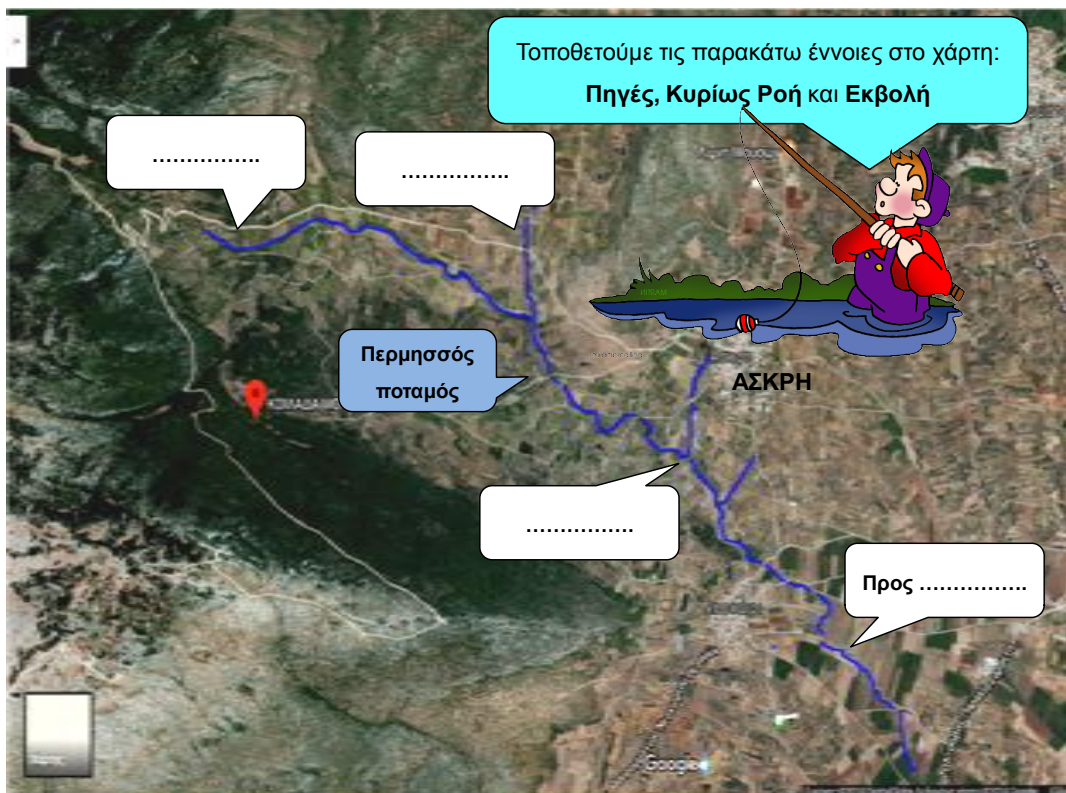 Τοποθετούμε τις παρακάτω έννοιες στο χάρτη:
Πηγές, Κυρίως Ροή και Εκβολή
…………….
…………….
Περμησσός
ποταμός
ΑΣΚΡΗ
…………….
Προς …………….
Google